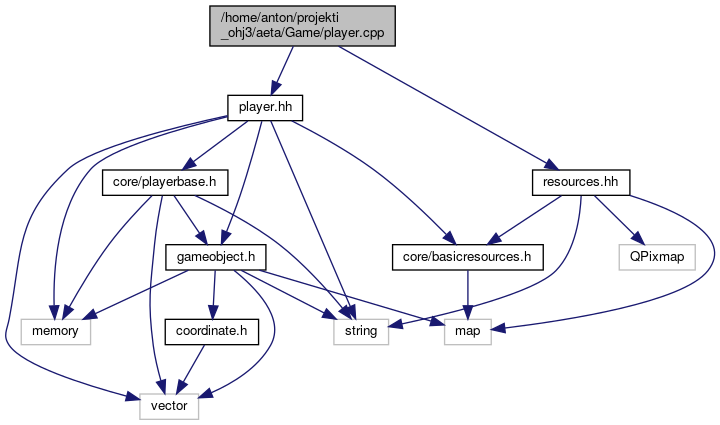 /home/anton/projekti
_ohj3/aeta/Game/player.cpp
player.hh
core/playerbase.h
resources.hh
gameobject.h
core/basicresources.h
QPixmap
memory
coordinate.h
string
map
vector